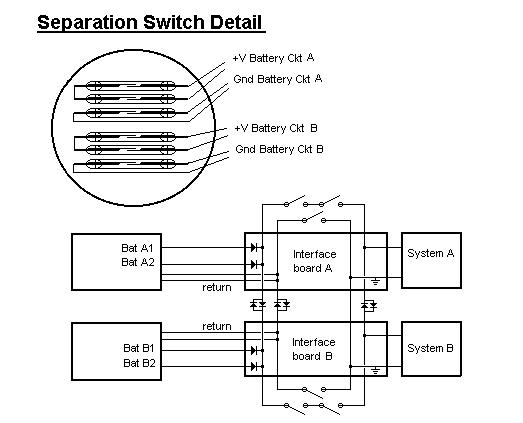 Separation Switch Detail
+V Battery Ckt A
Gnd Battery Ckt A
+V Battery Ckt B
Gnd Battery Ckt B
Bat A1
Bat A2
return
Interface
board A
System A
return
Bat B1
Bat B2
Interface
board B
System B